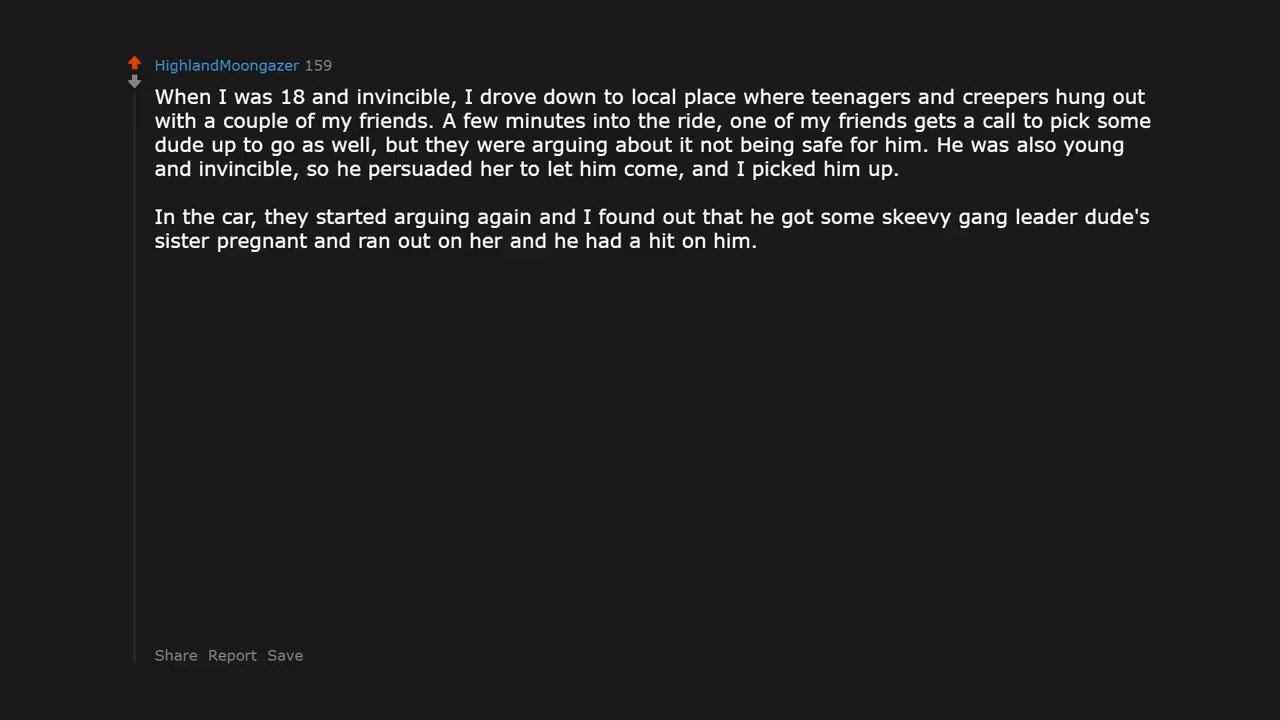 HighlandMoongazer 159
When I was 18 and invincible, I drove down to local place where teenagers and creepers hung out
with a couple of my friends. A few minutes into the ride, one of my friends gets a call to pick some
dude up to go as well, but they were arguing about it not being safe for him. He was also young
and invincible, so he persuaded her to let him come, and I picked him up.
In the car, they started arguing again and I found out that he got some skeevy gang leader dude's
sister pregnant and ran out on her and he had a hit on him.
Share Report Save